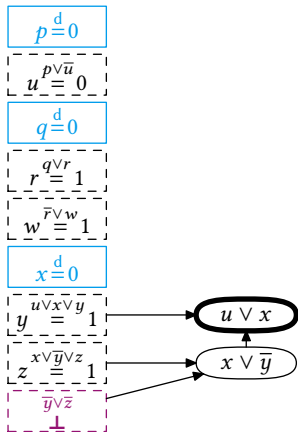 p =ᵈ 0
u =^{p∨u̅} 0
q =ᵈ 0
r =^{q∨r} 1
w =^{r̅∨w} 1
x =ᵈ 0
y =^{u∨x∨y} 1
u ∨ x
z =^{x∨y̅∨z} 1
x ∨ y̅
y̅∨z̅
⊥